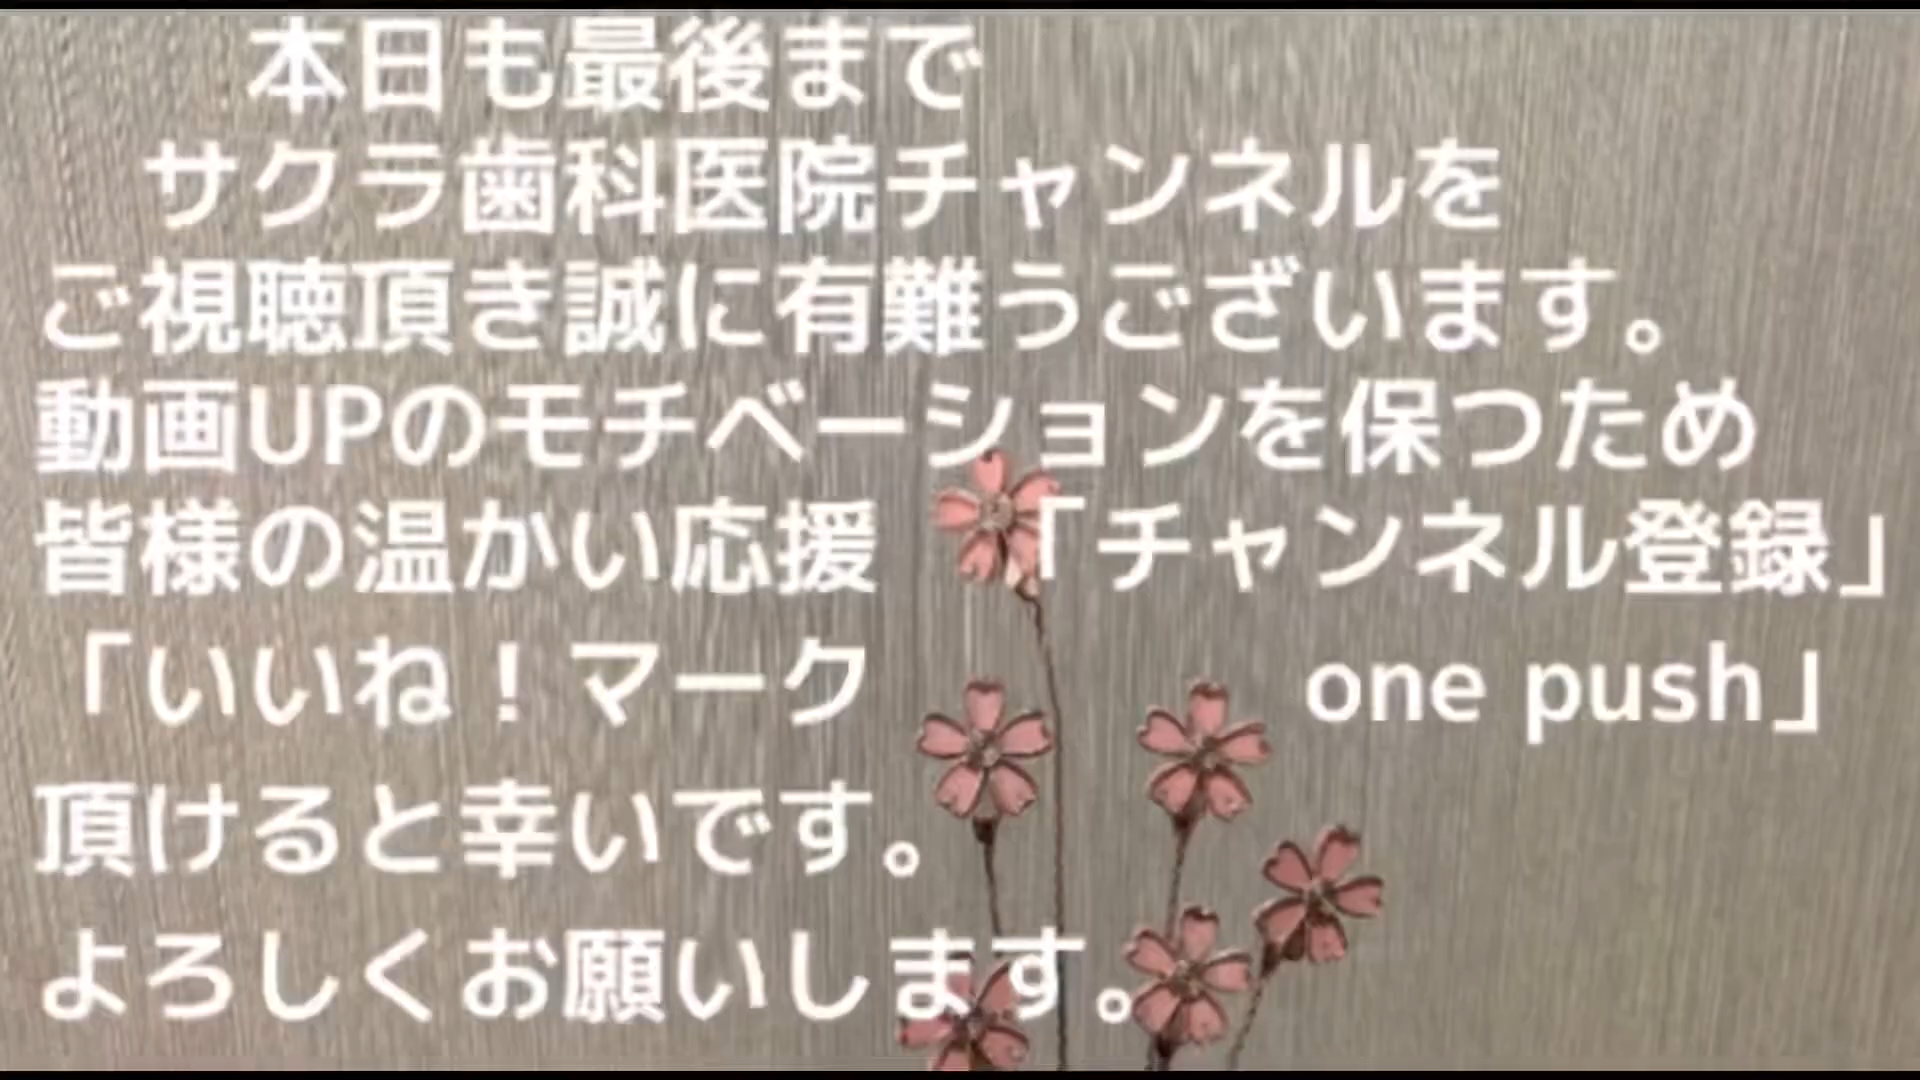 本日も最後まで
サクラ歯科医院チャンネルを
ご視聴頂き誠に有難うございます。
動画UPのモチベーションを保つため
皆様の温かい応援　「チャンネル登録」
「いいね！マーク　one push」
頂けると幸いです。
よろしくお願いします。